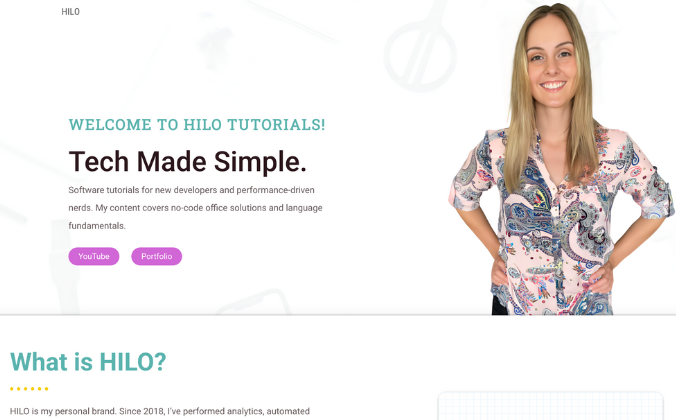 HILO
WELCOME TO HILO TUTORIALS!
Tech Made Simple.
Software tutorials for new developers and performance-driven
nerds. My content covers no-code office solutions and language
fundamentals.
YouTube
Portfolio
What is HILO?
HILO is my personal brand. Since 2018, I've performed analytics, automated